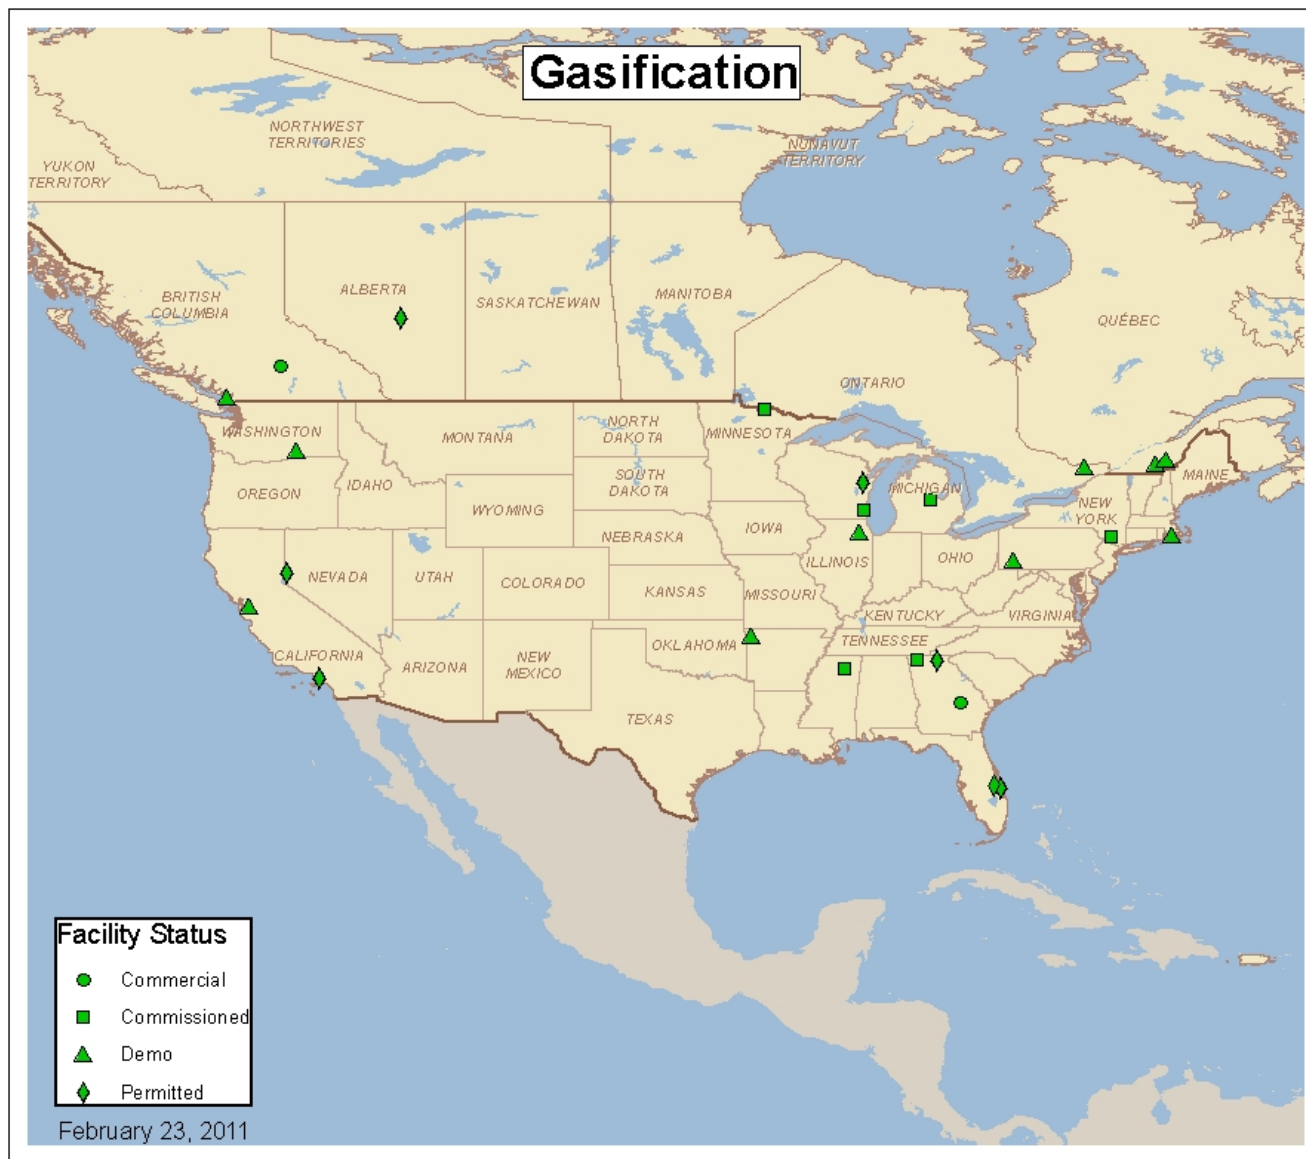 Gasification
NORTHWEST
TERRITORIES
NUNAVUT
TERRITORY
YUKON
TERRITORY
ALBERTA
BRITISH
COLUMBIA
SASKATCHEWAN
MANITOBA
QUÉBEC
ONTARIO
WASHINGTON
MONTANA
NORTH
DAKOTA
MINNESOTA
OREGON
IDAHO
SOUTH
DAKOTA
MICHIGAN
MAINE
WYOMING
NEW
YORK
IOWA
NEBRASKA
NEVADA
UTAH
COLORADO
ILLINOIS
OHIO
KANSAS
MISSOURI
KENTUCKY
VIRGINIA
CALIFORNIA
ARIZONA
NEW
MEXICO
OKLAHOMA
TENNESSEE
TEXAS
Facility Status
Commercial
Commissioned
Demo
Permitted
February 23, 2011